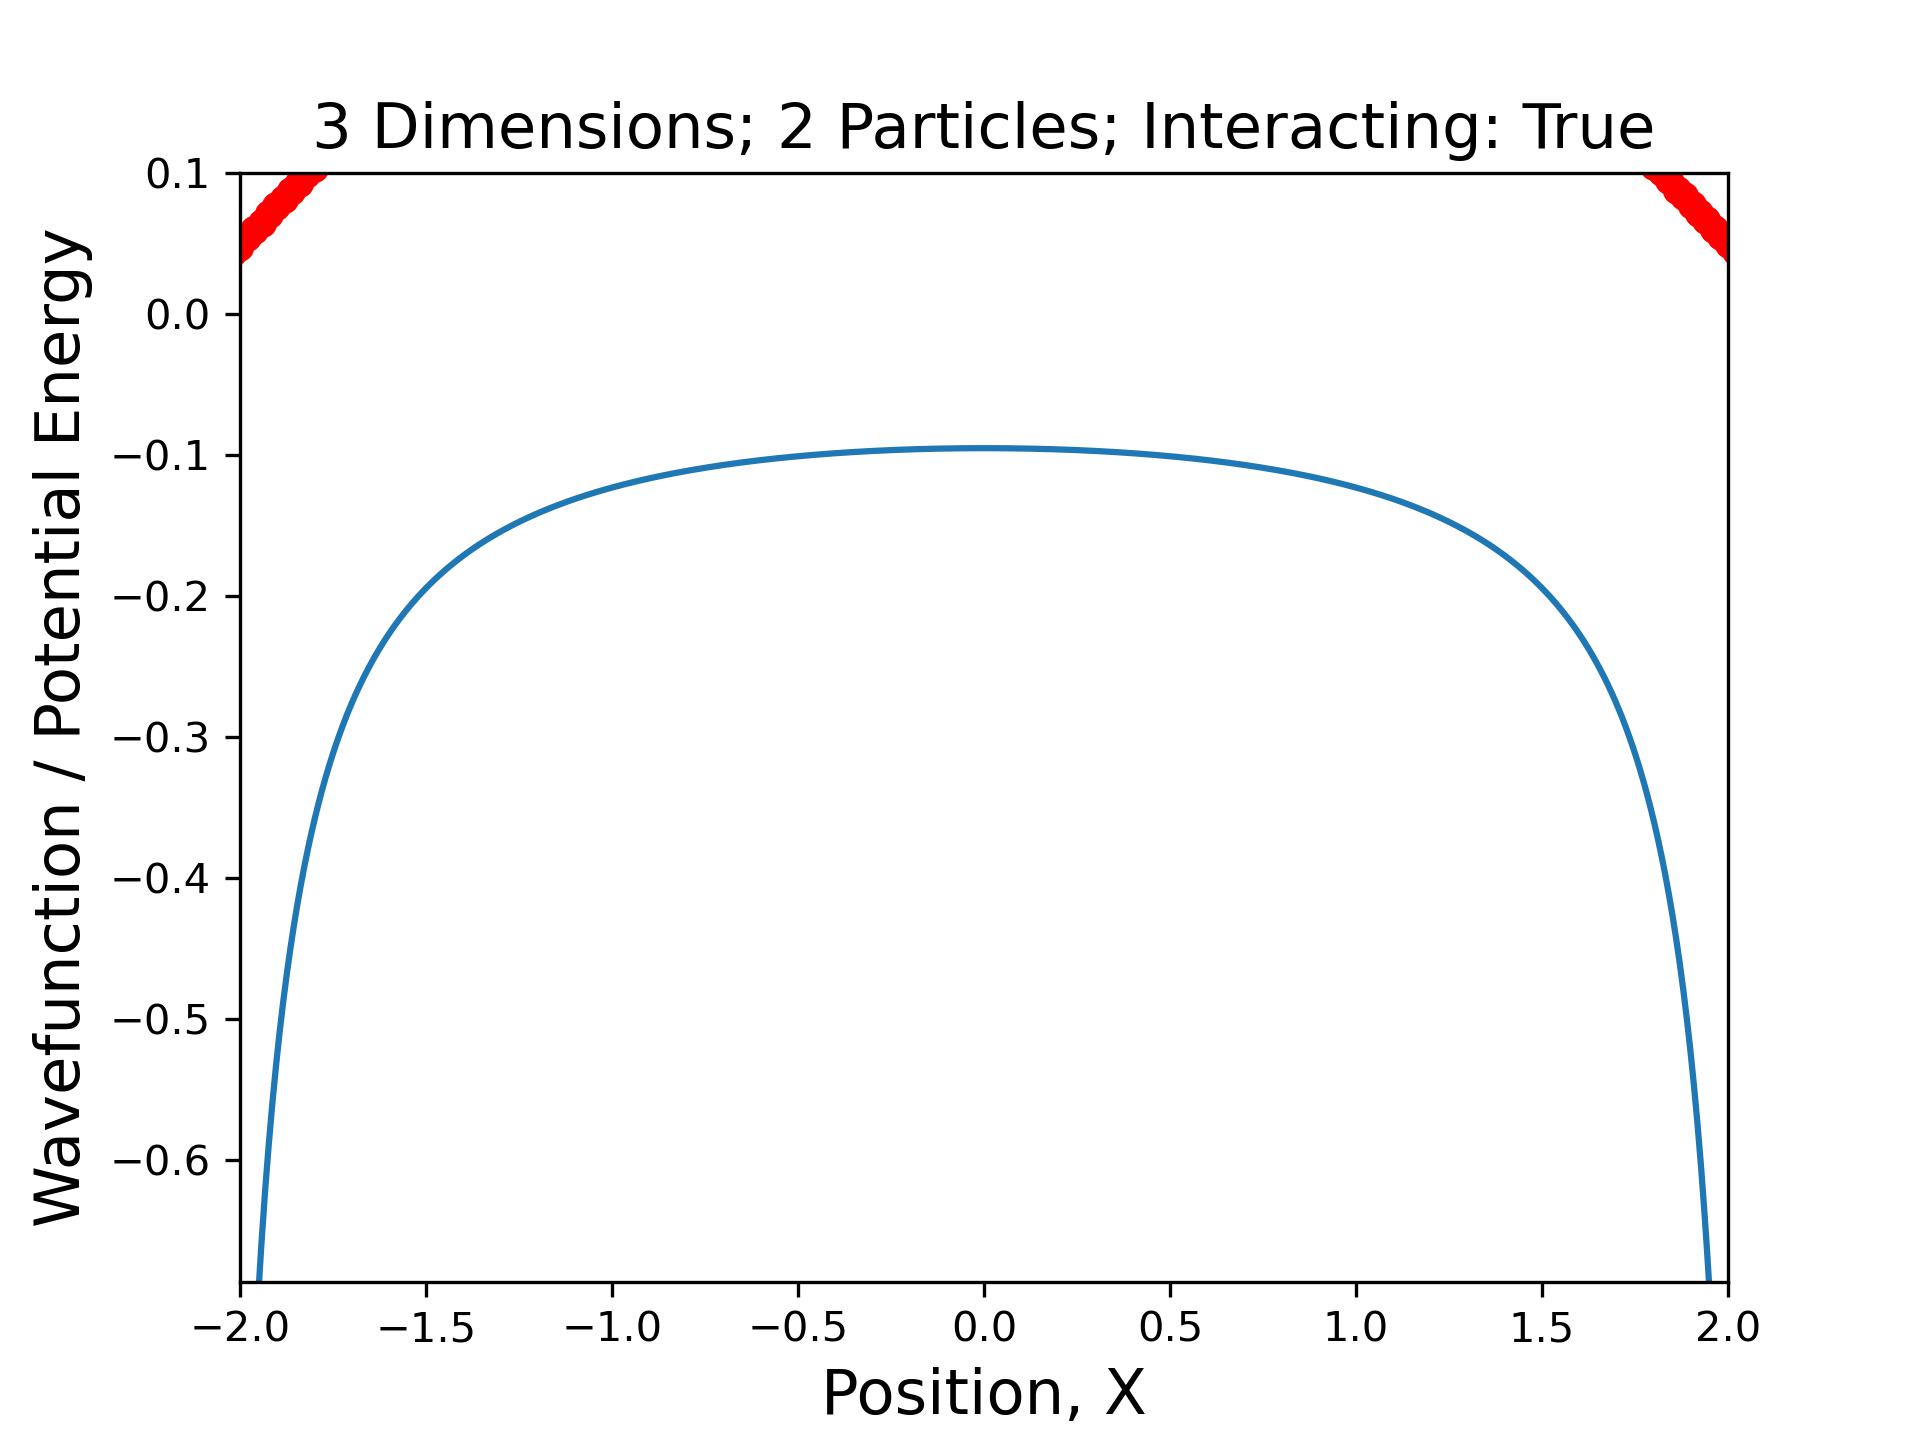 3 Dimensions; 2 Particles; Interacting: True
Wavefunction / Potential Energy
0.1
0.0
−0.1
−0.2
−0.3
−0.4
−0.5
−0.6
−2.0 −1.5 −1.0 −0.5 0.0 0.5 1.0 1.5 2.0
Position, X